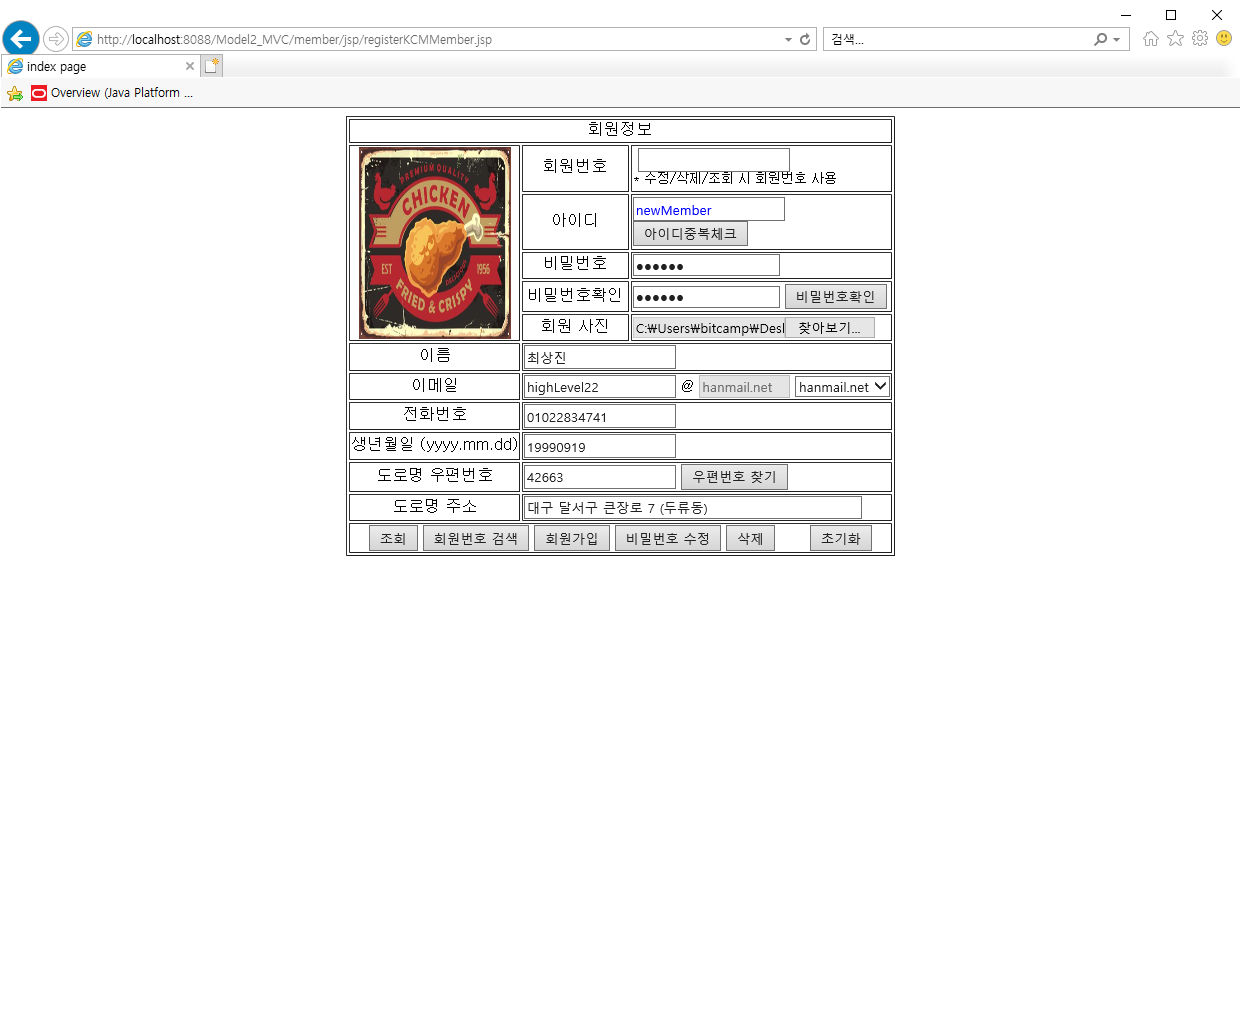 http://localhost:8088/Model2_MVC/member/jsp/registerKCMMember.jsp
검색...
index page
Overview (Java Platform ...
회원정보
PREMIUM QUALITY
CHICKEN
EST
1956
DELICIOUS
FRIED & CRISPY
회원번호
* 수정/삭제/조회 시 회원번호 사용
아이디
newMember
아이디중복체크
비밀번호
●●●●●●
비밀번호확인
●●●●●●
비밀번호확인
회원 사진
C:₩Users₩bitcamp₩Desl
찾아보기...
이름
최상진
이메일
highLevel22 @ hanmail.net hanmail.net
전화번호
01022834741
생년월일 (yyyy.mm.dd)
19990919
도로명 우편번호
42663
우편번호 찾기
도로명 주소
대구 달서구 큰장로 7 (두류동)
조회 회원번호 검색 회원가입 비밀번호 수정 삭제 초기화